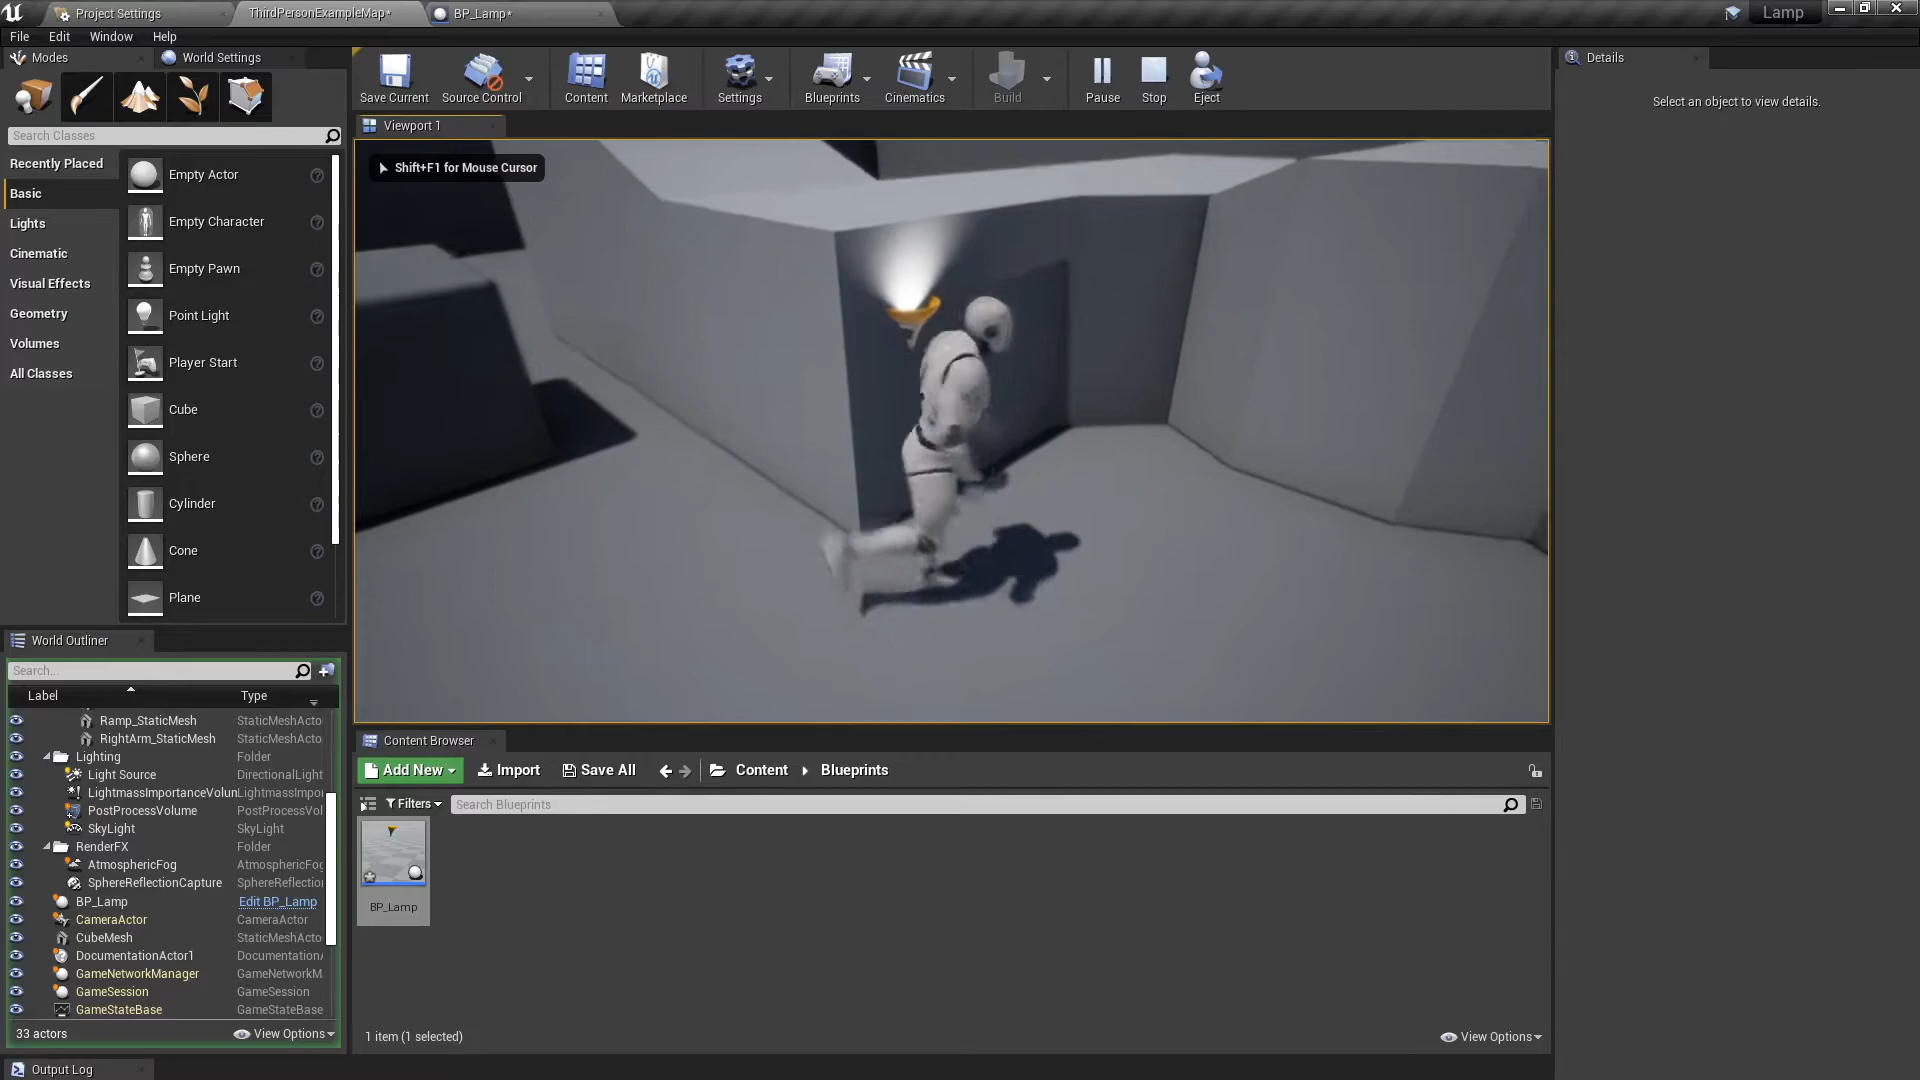 Project Settings
ThirdPersonExampleMap*
BP_Lamp*
Lamp
File
Edit
Window
Help
Modes
World Settings
Save Current
Source Control
Content
Marketplace
Settings
Blueprints
Cinematics
Build
Pause
Stop
Eject
Details
Select an object to view details.
Search Classes
Recently Placed
Basic
Lights
Cinematic
Visual Effects
Geometry
Volumes
All Classes
Empty Actor
Empty Character
Empty Pawn
Point Light
Player Start
Cube
Sphere
Cylinder
Cone
Plane
Viewport 1
Shift+F1 for Mouse Cursor
World Outliner
Search...
Label Type
Ramp_StaticMesh StaticMeshActo
RightArm_StaticMesh StaticMeshActo
Lighting Folder
Light Source DirectionalLight
LightmassImportanceVolun Lightmassimpo
PostProcessVolume PostProcessVol
SkyLight SkyLight
RenderFX Folder
AtmosphericFog AtmosphericFog
SphereReflectionCapture SphereReflection
BP_Lamp Edit BP_Lamp
CameraActor CameraActor
CubeMesh StaticMeshActo
DocumentationActor1 Documentation
GameNetworkManager GameNetworkM
GameSession GameSession
GameStateBase GameStateBase
33 actors
View Options
Output Log
Content Browser
Add New
Import
Save All
Content
Blueprints
Filters
Search Blueprints
BP_Lamp
1 item (1 selected)
View Options